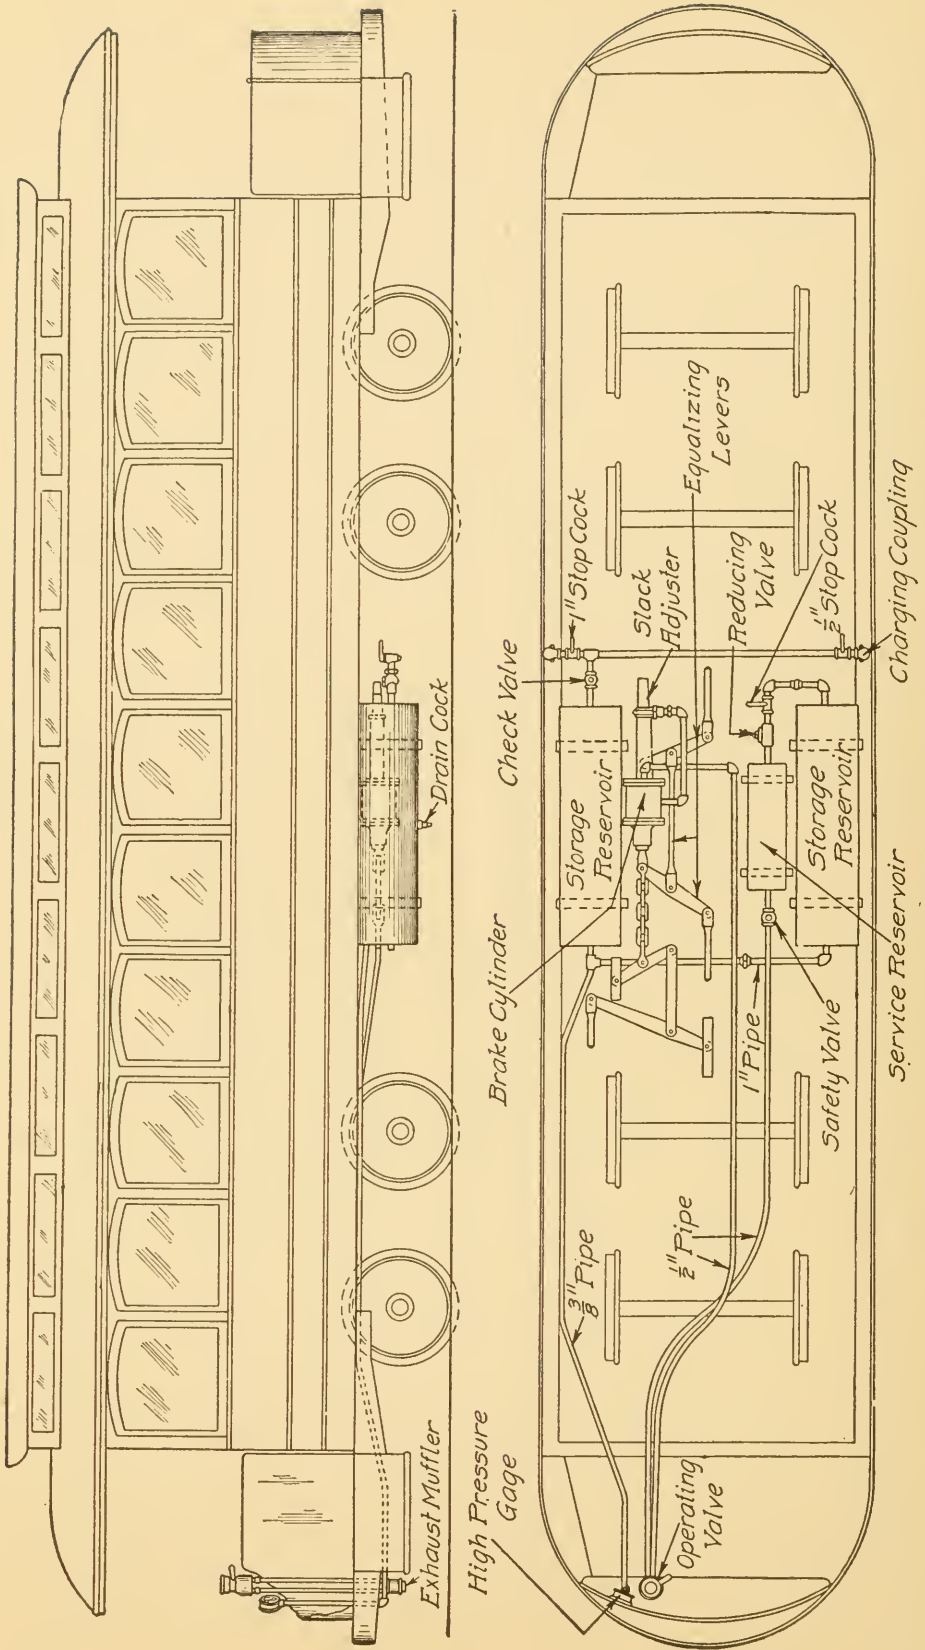 Exhaust Muffler
Drain Cock
High Pressure
Gage
Brake Cylinder
Check Valve
1" Stop Cock
Storage
Reservoir
Slack
Adjuster
Equalizing
Levers
Reducing
Valve
1/2" Stop Cock
Charging Coupling
Storage
Reservoir
3/8" Pipe
1/2" Pipe
1" Pipe
Operating
Valve
Safety Valve
Service Reservoir